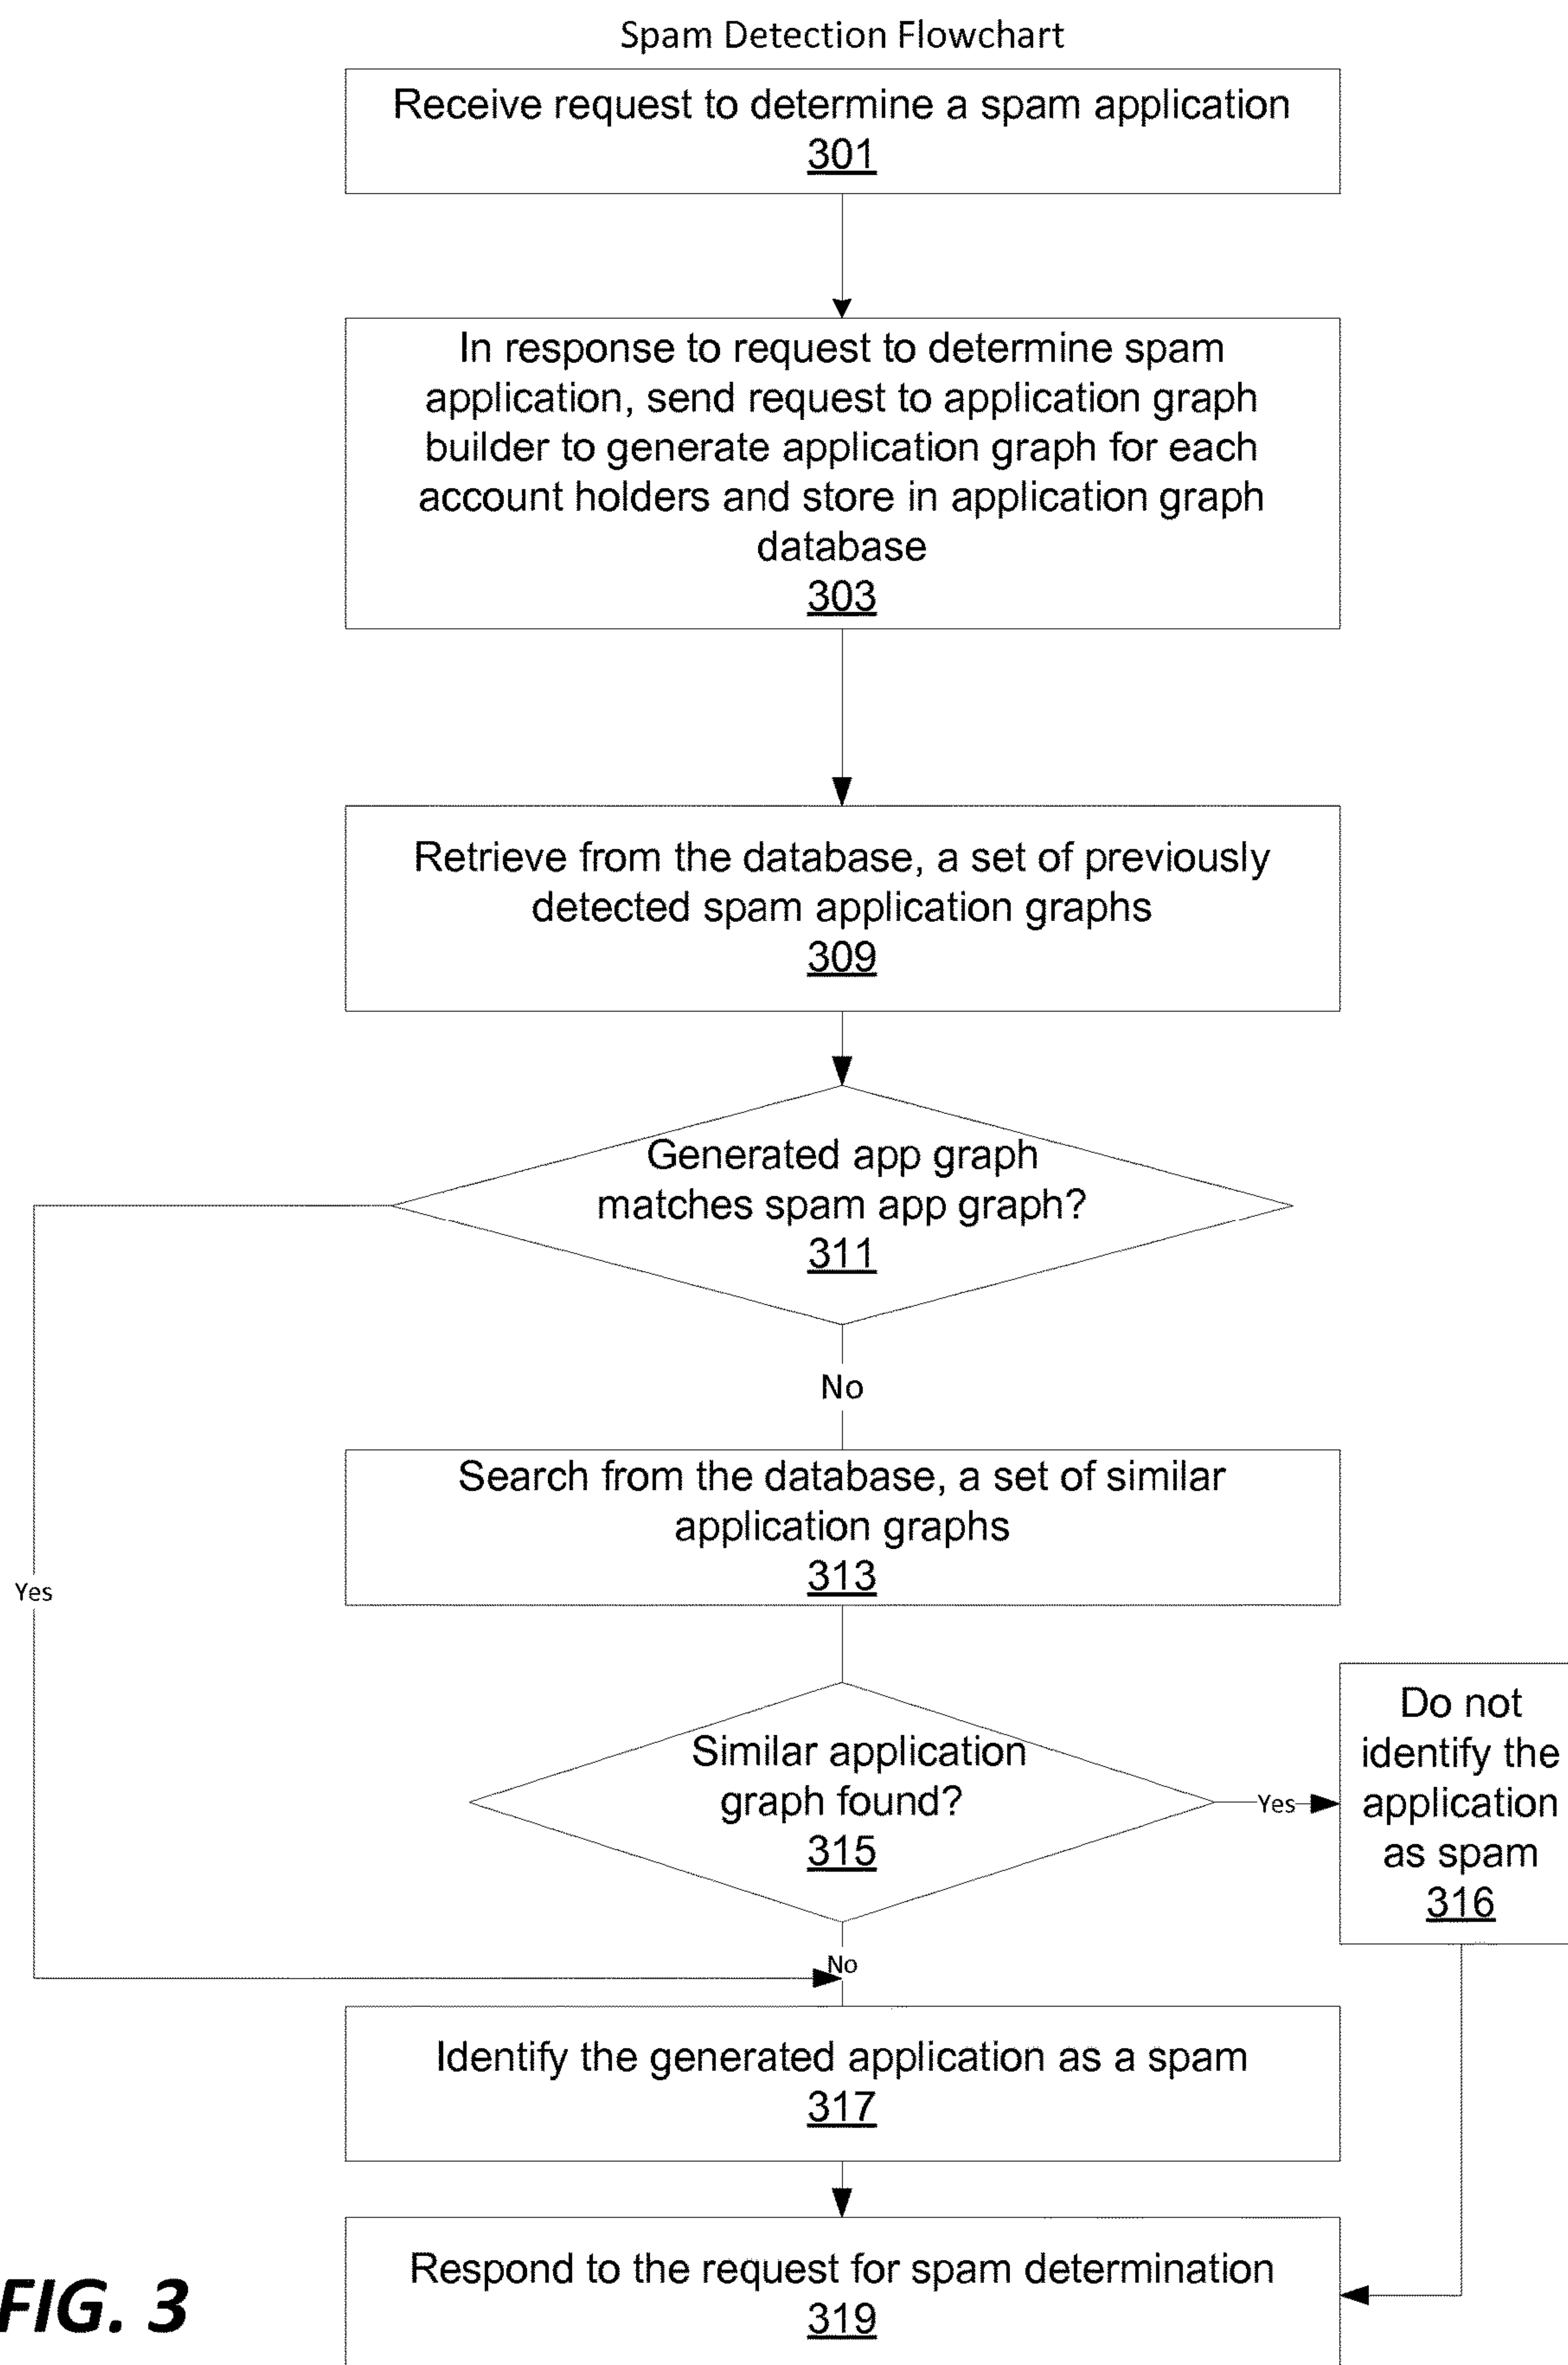 Spam Detection Flowchart
Receive request to determine a spam application
301
In response to request to determine spam
application, send request to application graph
builder to generate application graph for each
account holders and store in application graph
database
303
Retrieve from the database, a set of previously
detected spam application graphs
309
Generated app graph
matches spam app graph?
311
No
Search from the database, a set of similar
application graphs
313
Yes
Similar application
graph found?
315
Yes
Do not
identify the
application
as spam
316
No
Identify the generated application as a spam
317
Respond to the request for spam determination
319
FIG. 3